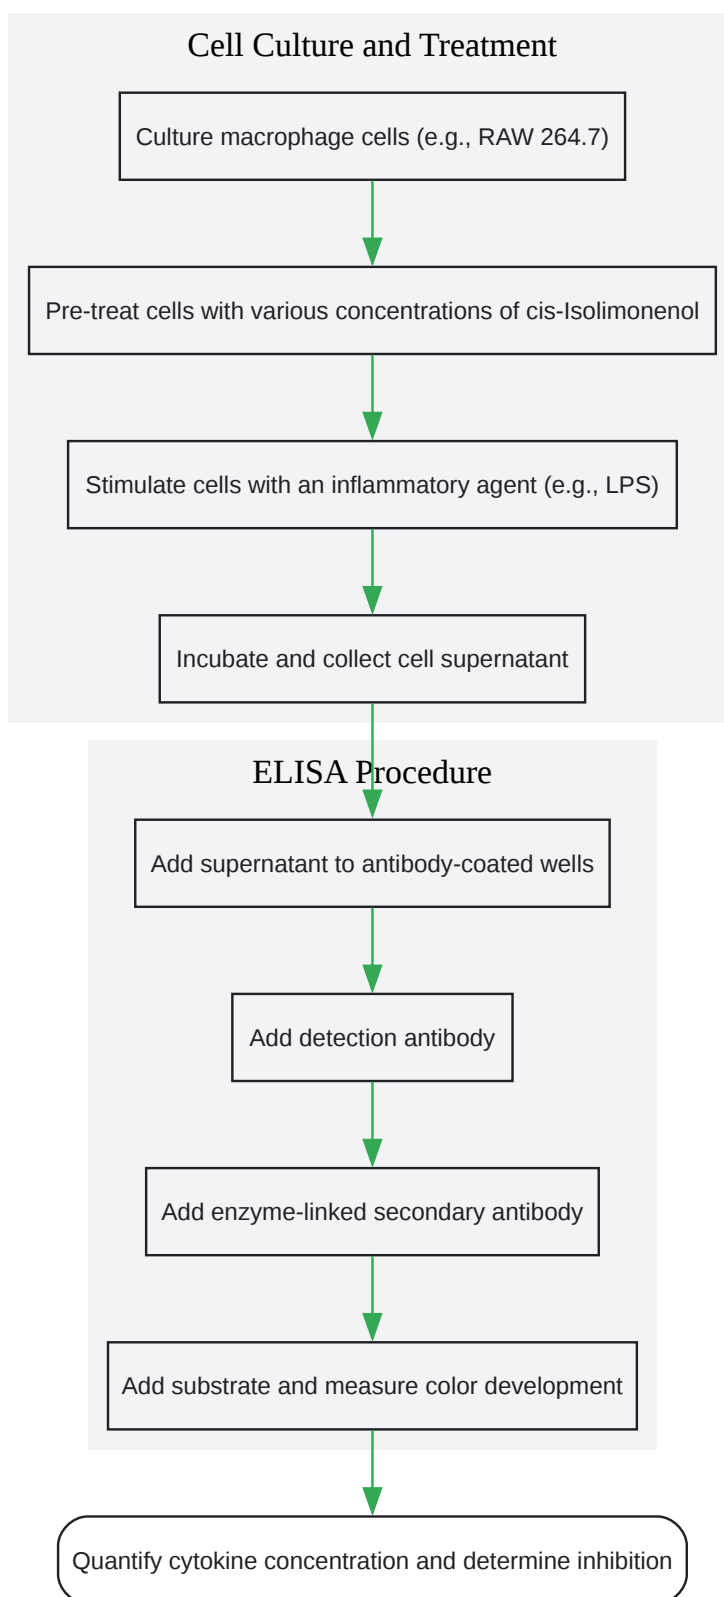 Cell Culture and Treatment
Culture macrophage cells (e.g., RAW 264.7)
Pre-treat cells with various concentrations of cis-Isolimonenol
Stimulate cells with an inflammatory agent (e.g., LPS)
Incubate and collect cell supernatant
ELISA Procedure
Add supernatant to antibody-coated wells
Add detection antibody
Add enzyme-linked secondary antibody
Add substrate and measure color development
Quantify cytokine concentration and determine inhibition